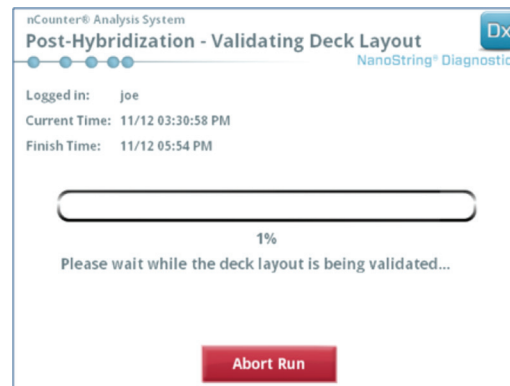 nCounter® Analysis System
Post-Hybridization - Validating Deck Layout
Dx
NanoString® Diagnostic
Logged in: joe
Current Time: 11/12 03:30:58 PM
Finish Time: 11/12 05:54 PM
1%
Please wait while the deck layout is being validated...
Abort Run